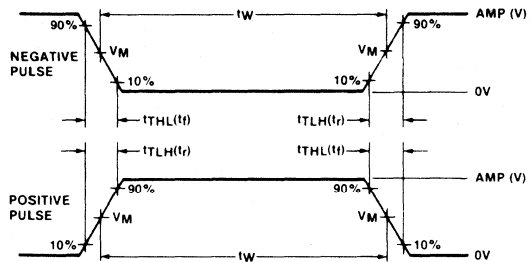 tW
AMP (V)
90%
90%
NEGATIVE
PULSE
VM
VM
10%
10%
0V
tTHL(tf)
tTLH(tr)
tTLH(tr)
tTHL(tf)
AMP (V)
POSITIVE
PULSE
90%
90%
VM
VM
10%
10%
tW
0V